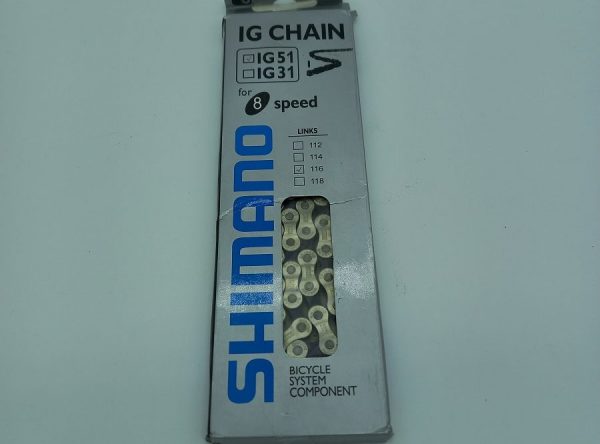 IG CHAIN
IG51
IG31
for 8 speed
LINKS
112
114
116
118
SHIMANO
BICYCLE
SYSTEM
COMPONENT